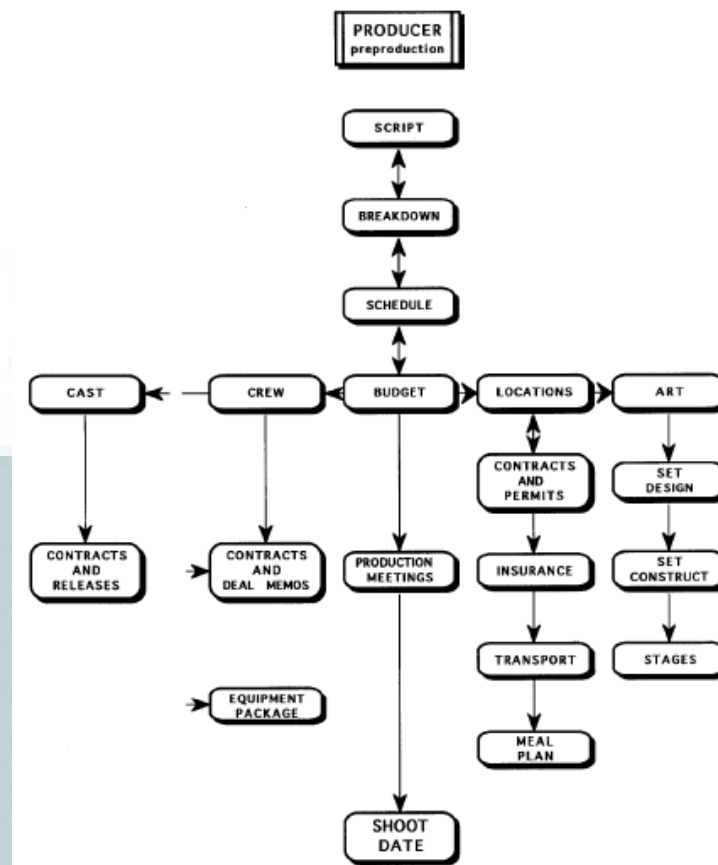 PRODUCER
preproduction
SCRIPT
BREAKDOWN
SCHEDULE
CAST
CREW
BUDGET
LOCATIONS
ART
CONTRACTS
AND
PERMITS
SET
DESIGN
CONTRACTS
AND
RELEASES
CONTRACTS
AND
DEAL MEMOS
PRODUCTION
MEETINGS
INSURANCE
SET
CONSTRUCT
TRANSPORT
STAGES
EQUIPMENT
PACKAGE
MEAL
PLAN
SHOOT
DATE